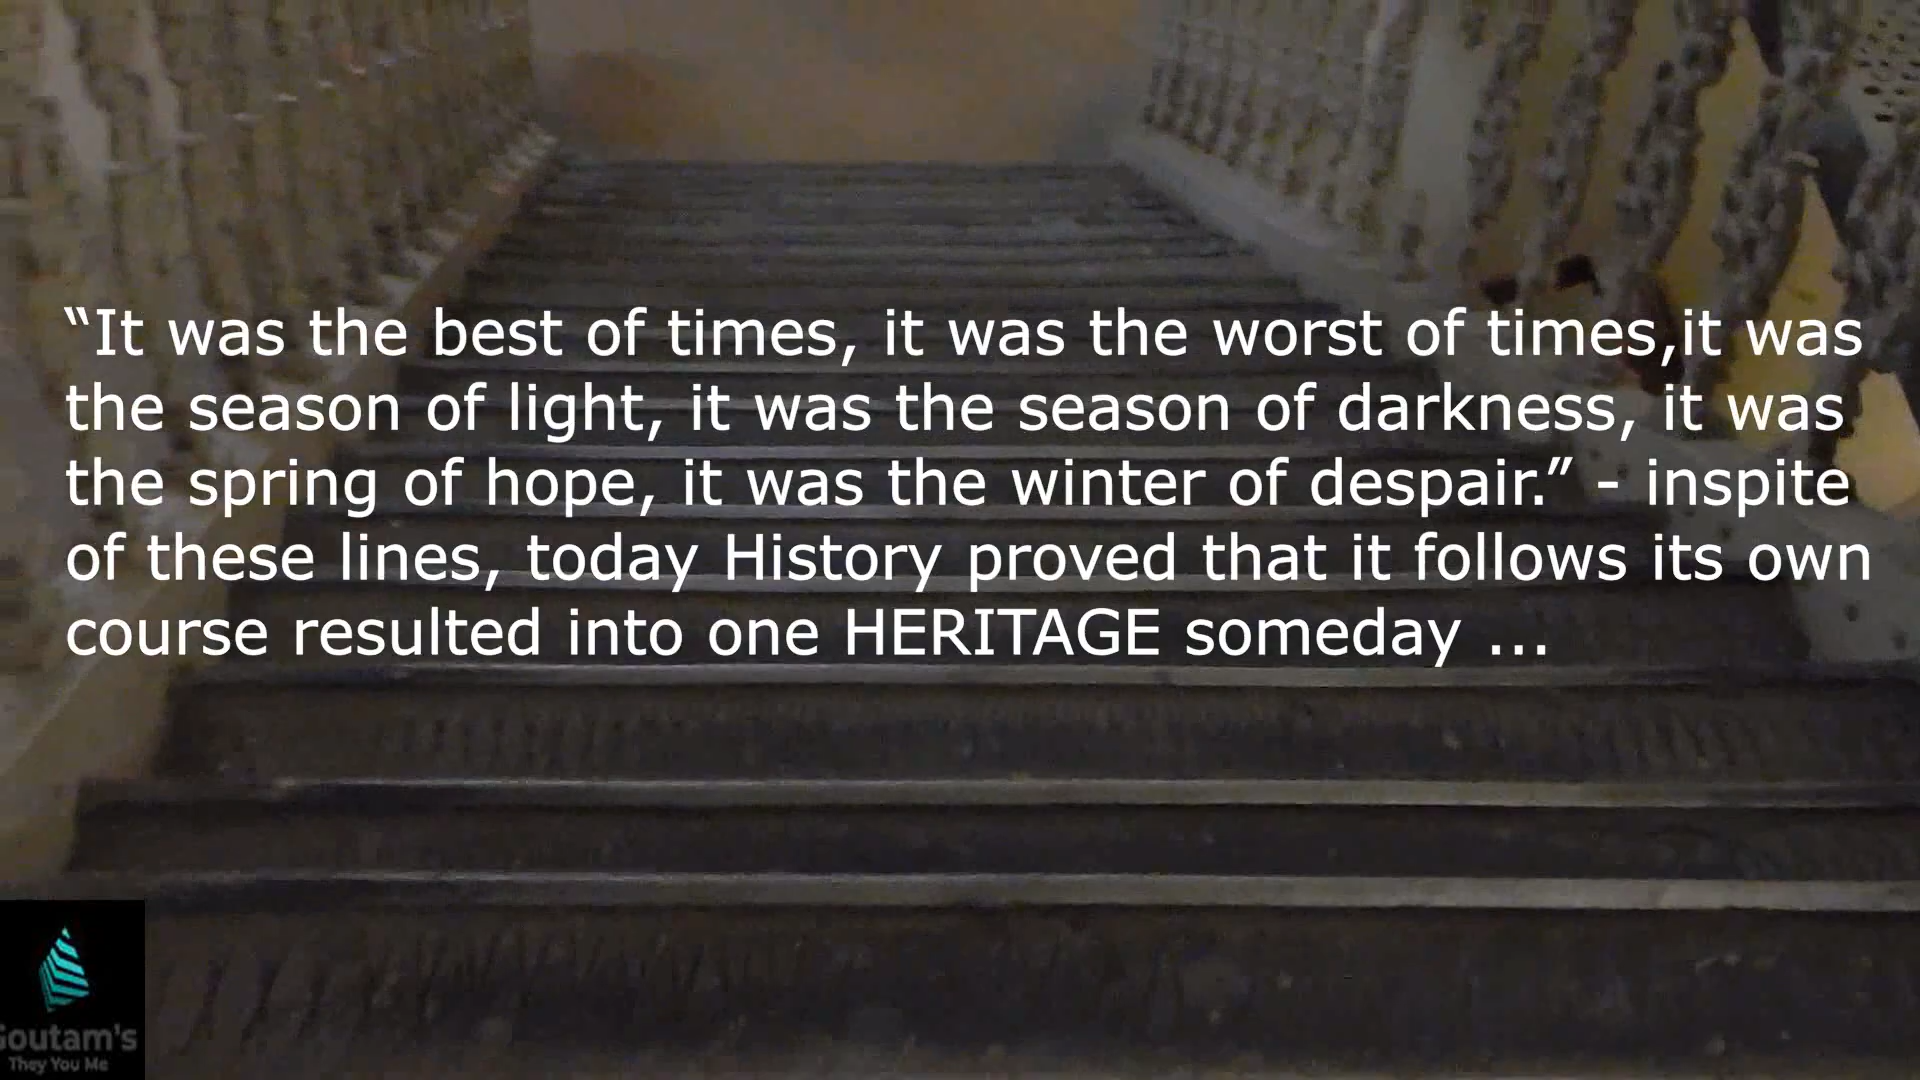 “It was the best of times, it was the worst of times,it was
the season of light, it was the season of darkness, it was
the spring of hope, it was the winter of despair.” - inspite
of these lines, today History proved that it follows its own
course resulted into one HERITAGE someday ...
Goutam's
They You Me